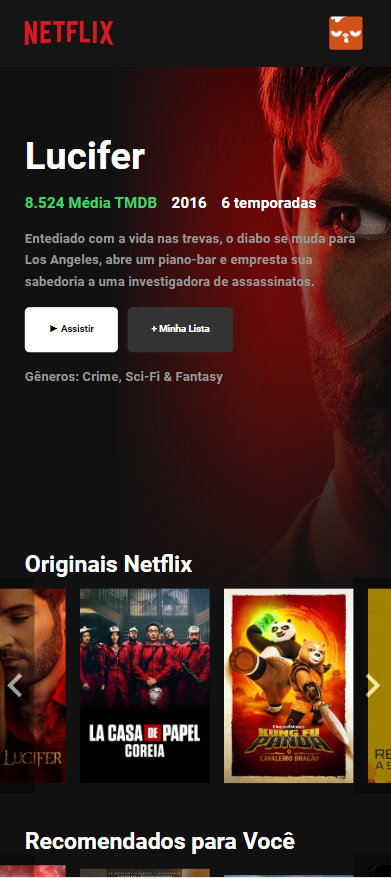 NETFLIX
Lucifer
8.524 Média TMDB 2016 6 temporadas
Entediado com a vida nas trevas, o diabo se muda para
Los Angeles, abre um piano-bar e empresta sua
sabedoria a uma investigadora de assassinatos.
► Assistir + Minha Lista
Gêneros: Crime, Sci-Fi & Fantasy
Originais Netflix
LUCIFER
LA CASA DE PAPEL
COREIA
DreamWorks
KUNG FU
PANDA
O
CAVALEIRO DRAGÃO
RE
A S
Recomendados para Você